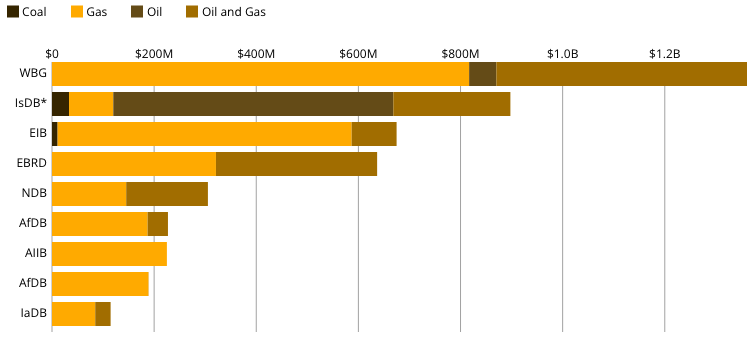 Coal Gas Oil Oil and Gas
$0 $200M $400M $600M $800M $1.0B $1.2B
WBG
IsDB*
EIB
EBRD
NDB
AfDB
AIIB
AfDB
IaDB